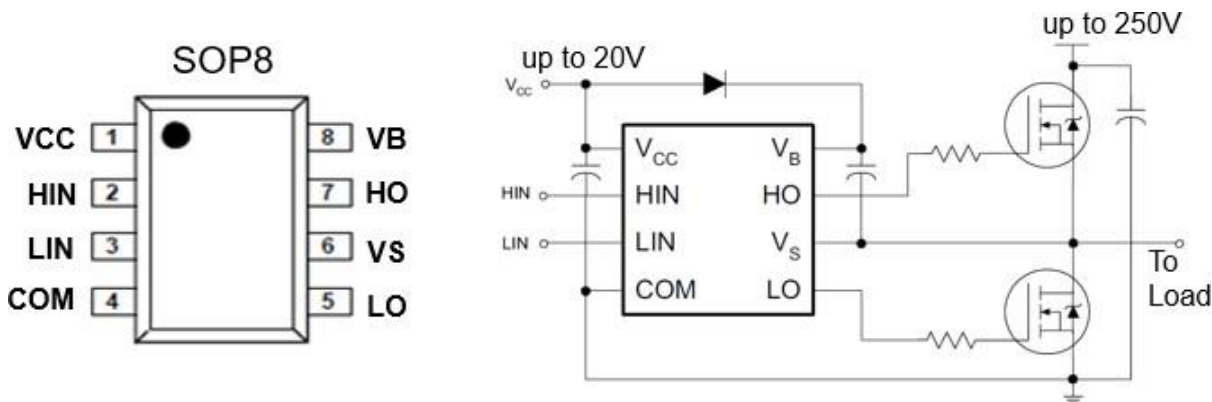 SOP8
VCC 1 8 VB
HIN 2 7 HO
LIN 3 6 VS
COM 4 5 LO
up to 250V
up to 20V
VCC
VCC VB
HIN HIN HO
LIN LIN VS
COM LO
To
Load